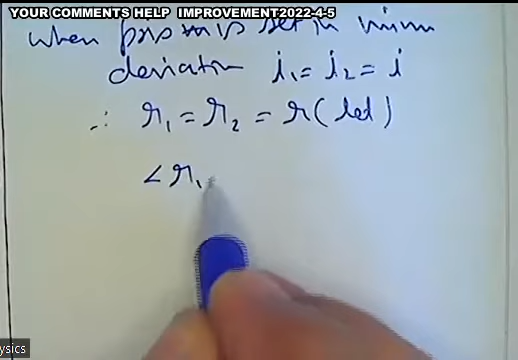 YOUR COMMENTS HELP IMPROVEMENT2022-4-5
when prism is set in minm
deviation i₁ = i₂ = i
∴ r₁ = r₂ = r (let)
∠r₁ =
ysics